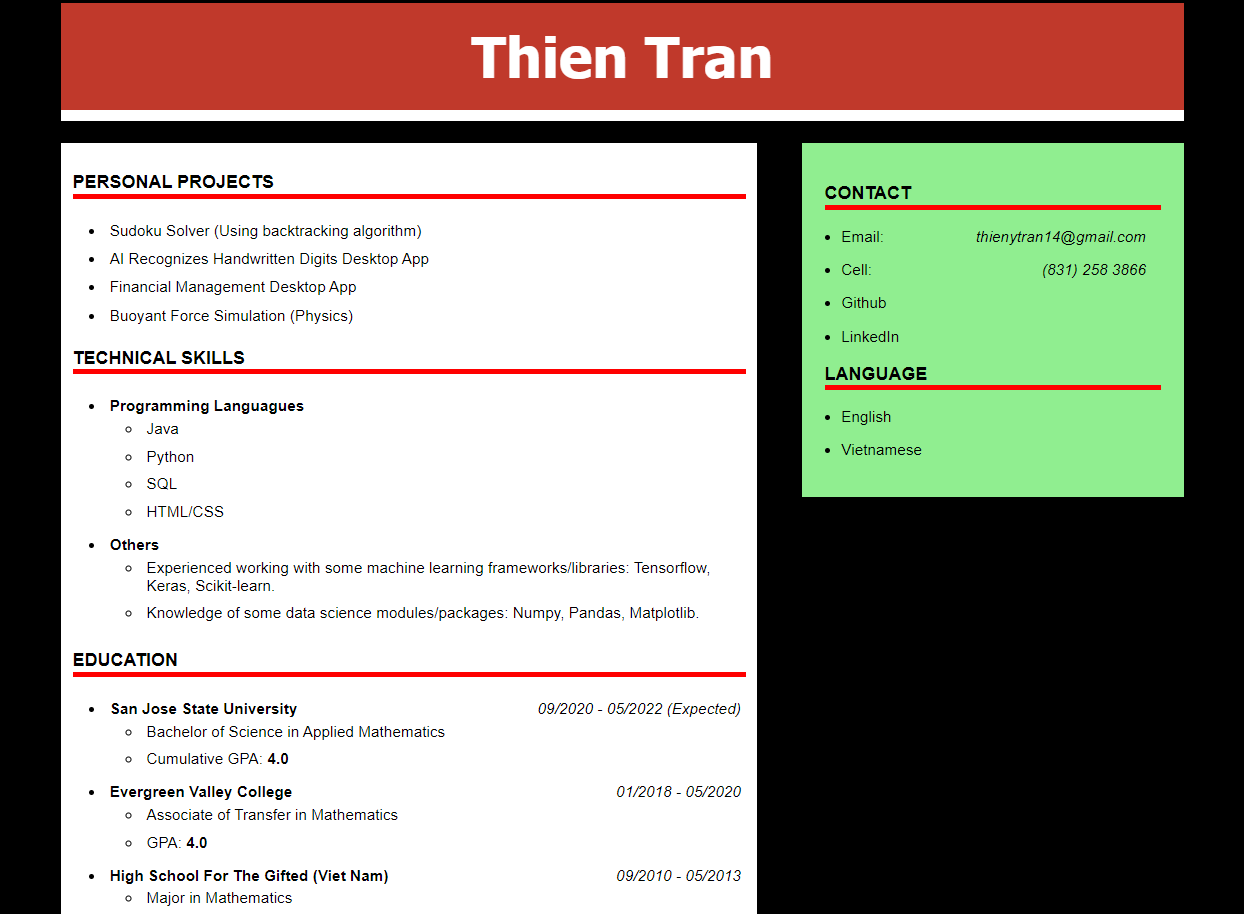 Thien Tran
PERSONAL PROJECTS
Sudoku Solver (Using backtracking algorithm)
AI Recognizes Handwritten Digits Desktop App
Financial Management Desktop App
Buoyant Force Simulation (Physics)
TECHNICAL SKILLS
Programming Languagues
Java
Python
SQL
HTML/CSS
Others
Experienced working with some machine learning frameworks/libraries: Tensorflow,
Keras, Scikit-learn.
Knowledge of some data science modules/packages: Numpy, Pandas, Matplotlib.
EDUCATION
San Jose State University 09/2020 - 05/2022 (Expected)
Bachelor of Science in Applied Mathematics
Cumulative GPA: 4.0
Evergreen Valley College 01/2018 - 05/2020
Associate of Transfer in Mathematics
GPA: 4.0
High School For The Gifted (Viet Nam) 09/2010 - 05/2013
Major in Mathematics
CONTACT
Email: thienytran14@gmail.com
Cell: (831) 258 3866
Github
LinkedIn
LANGUAGE
English
Vietnamese